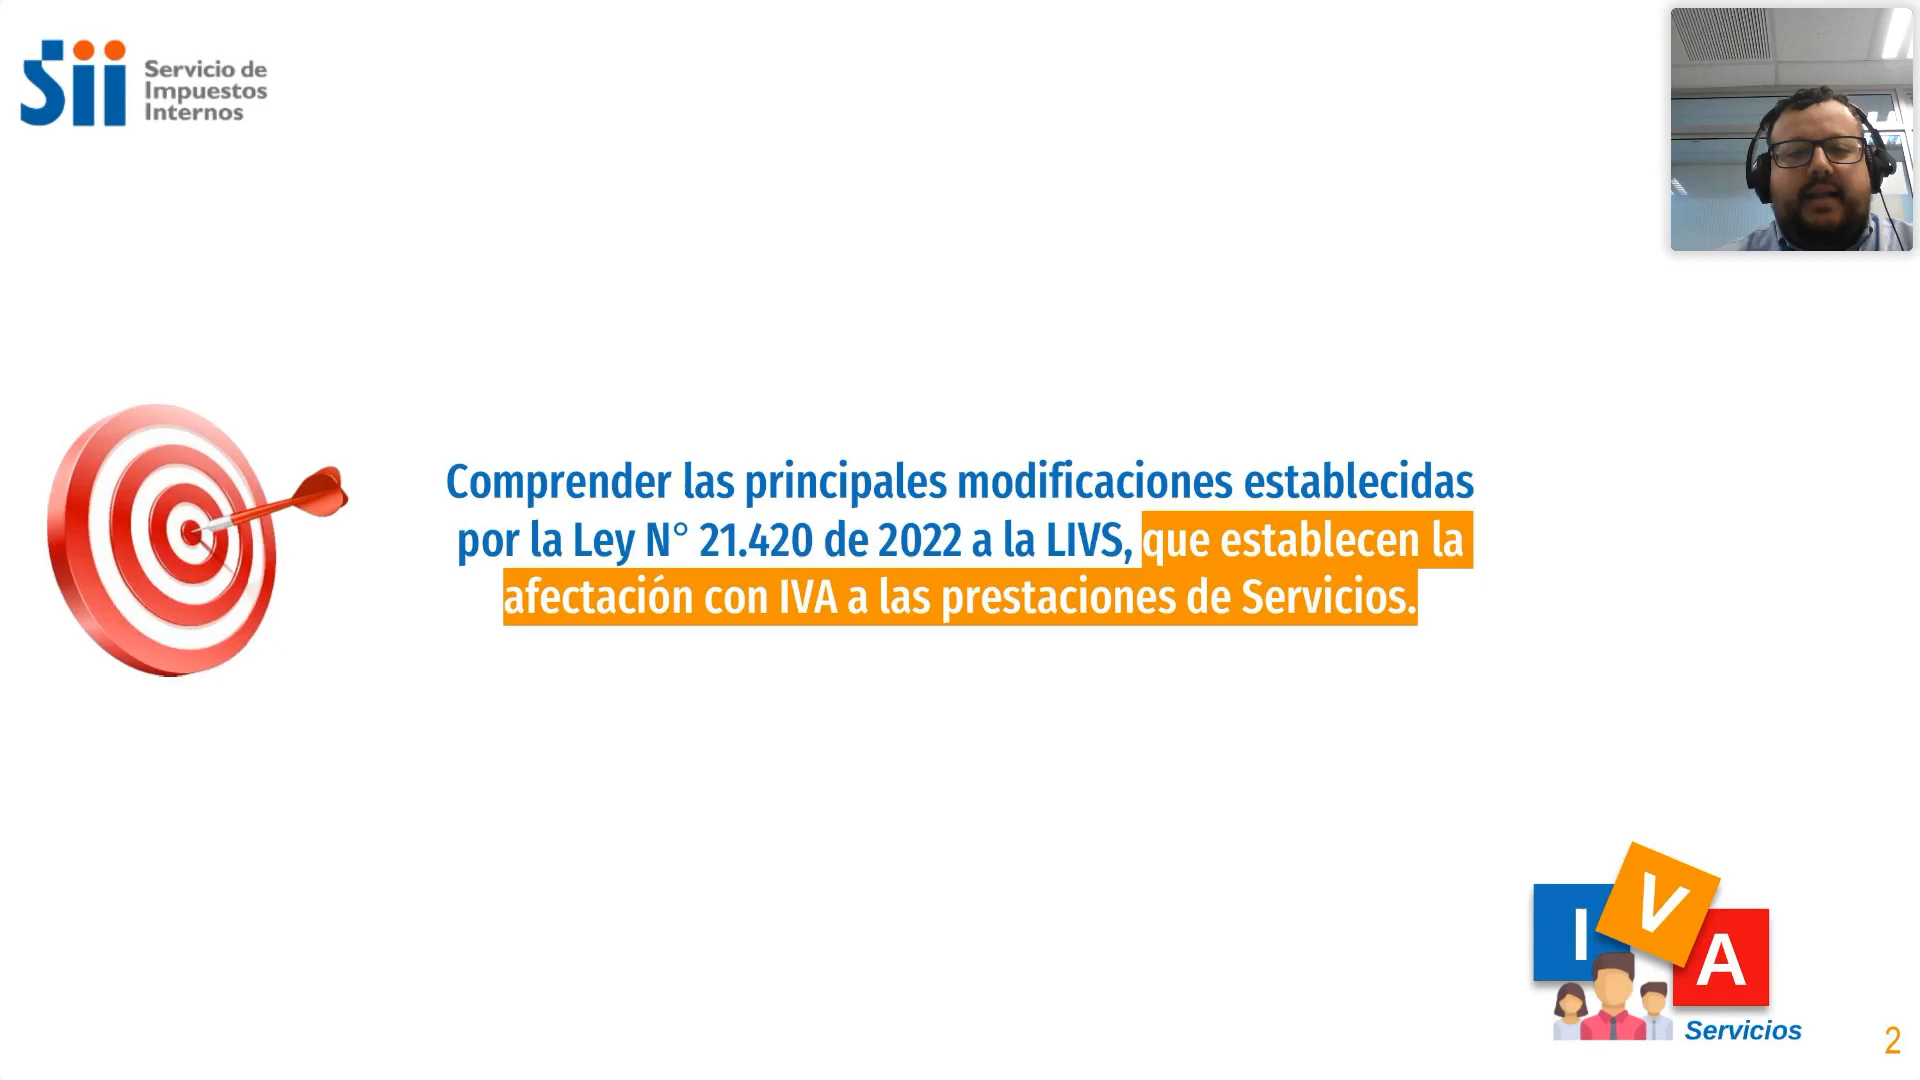 Sii Servicio de
Impuestos
Internos
Comprender las principales modificaciones establecidas
por la Ley N° 21.420 de 2022 a la LIVS, que establecen la
afectación con IVA a las prestaciones de Servicios.
I V A
Servicios
2